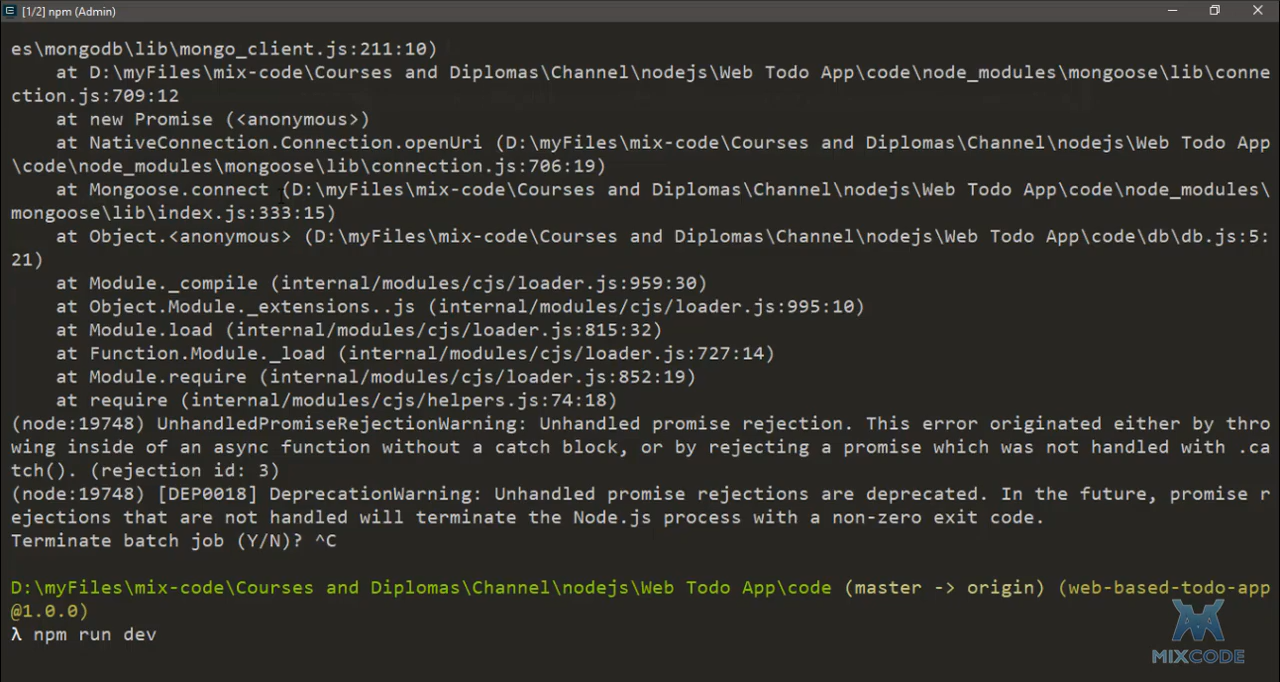 [1/2] npm (Admin)
es\mongodb\lib\mongo_client.js:211:10)
    at D:\myFiles\mix-code\Courses and Diplomas\Channel\nodejs\Web Todo App\code\node_modules\mongoose\lib\conne
ction.js:709:12
    at new Promise (<anonymous>)
    at NativeConnection.Connection.openUri (D:\myFiles\mix-code\Courses and Diplomas\Channel\nodejs\Web Todo App
\code\node_modules\mongoose\lib\connection.js:706:19)
    at Mongoose.connect (D:\myFiles\mix-code\Courses and Diplomas\Channel\nodejs\Web Todo App\code\node_modules\
mongoose\lib\index.js:333:15)
    at Object.<anonymous> (D:\myFiles\mix-code\Courses and Diplomas\Channel\nodejs\Web Todo App\code\db\db.js:5:
21)
    at Module._compile (internal/modules/cjs/loader.js:959:30)
    at Object.Module._extensions..js (internal/modules/cjs/loader.js:995:10)
    at Module.load (internal/modules/cjs/loader.js:815:32)
    at Function.Module._load (internal/modules/cjs/loader.js:727:14)
    at Module.require (internal/modules/cjs/loader.js:852:19)
    at require (internal/modules/cjs/helpers.js:74:18)
(node:19748) UnhandledPromiseRejectionWarning: Unhandled promise rejection. This error originated either by thro
wing inside of an async function without a catch block, or by rejecting a promise which was not handled with .ca
tch(). (rejection id: 3)
(node:19748) [DEP0018] DeprecationWarning: Unhandled promise rejections are deprecated. In the future, promise r
ejections that are not handled will terminate the Node.js process with a non-zero exit code.
Terminate batch job (Y/N)? ^C
D:\myFiles\mix-code\Courses and Diplomas\Channel\nodejs\Web Todo App\code (master -> origin) (web-based-todo-app
@1.0.0)
λ npm run dev
MIXCODE